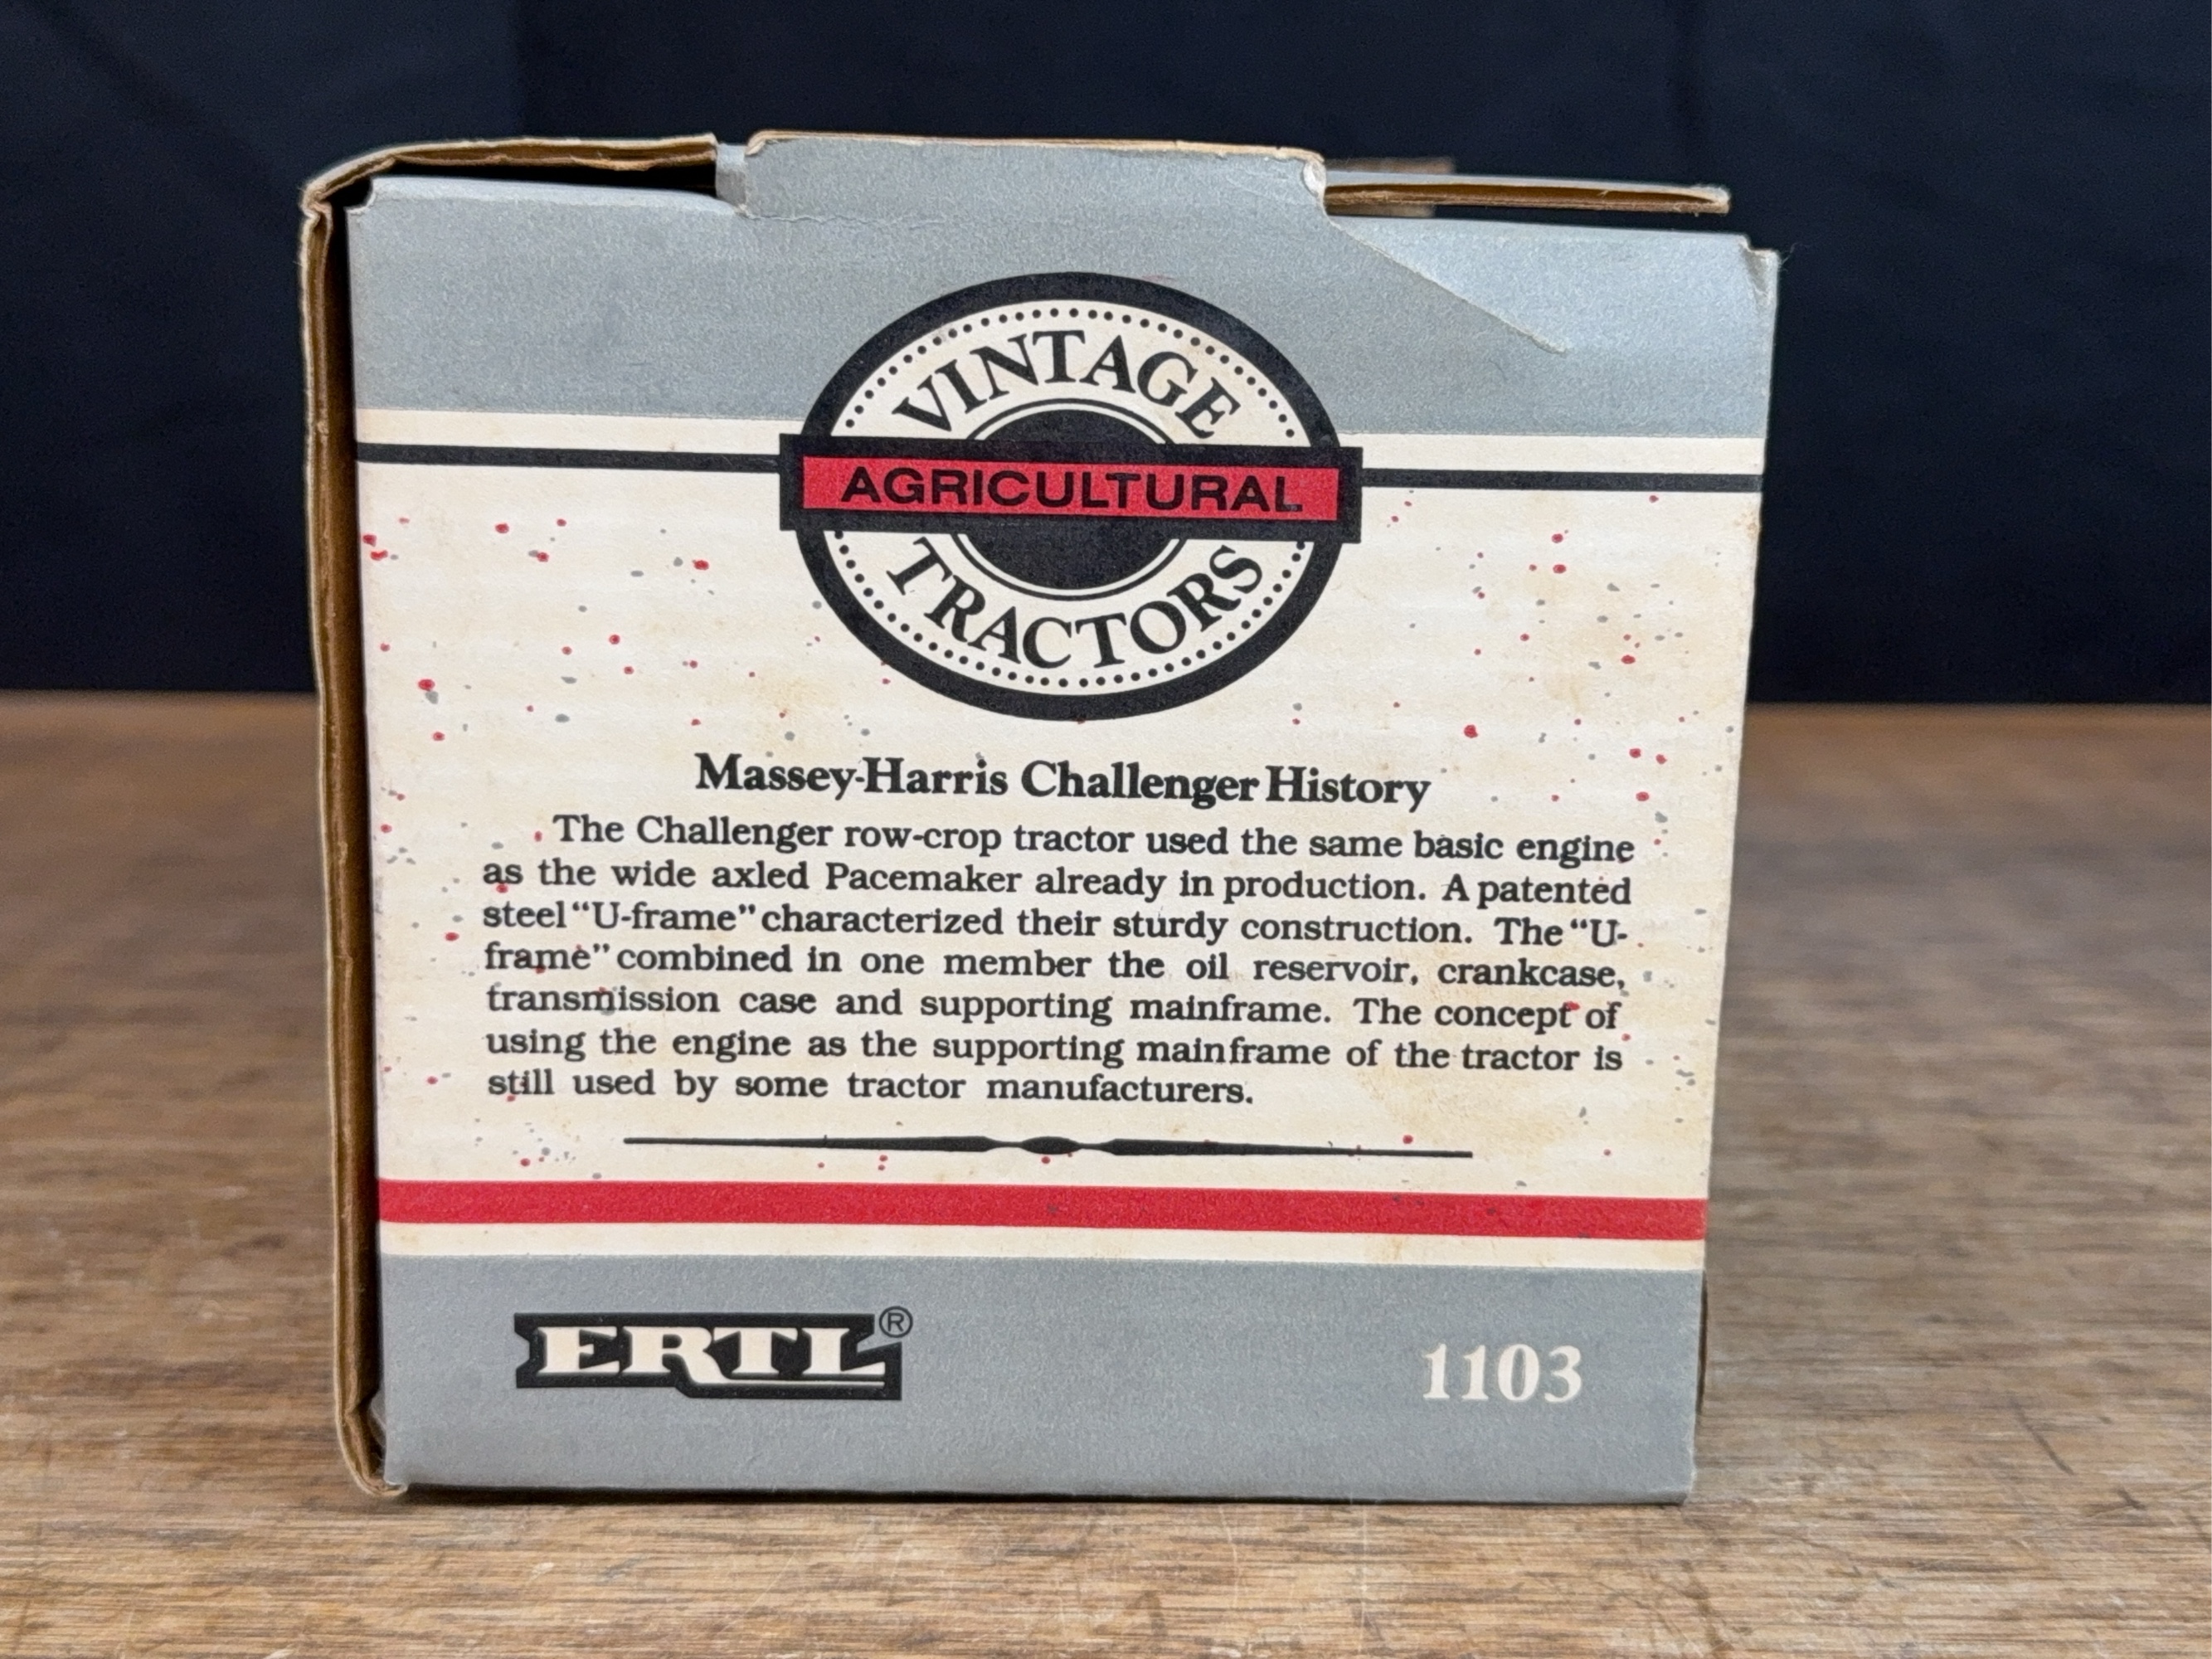 VINTAGE
AGRICULTURAL
TRACTORS
Massey-Harris Challenger History
The Challenger row-crop tractor used the same basic engine
as the wide axled Pacemaker already in production. A patented
steel “U-frame” characterized their sturdy construction. The “U-
frame” combined in one member the oil reservoir, crankcase,
transmission case and supporting mainframe. The concept of
using the engine as the supporting mainframe of the tractor is
still used by some tractor manufacturers.
ERTL®
1103